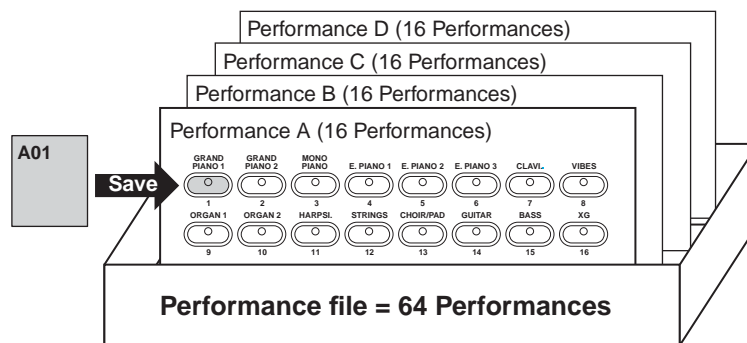 Performance D (16 Performances)
Performance C (16 Performances)
Performance B (16 Performances)
Performance A (16 Performances)
A01
Save
GRAND PIANO 1 GRAND PIANO 2 MONO PIANO E. PIANO 1 E. PIANO 2 E. PIANO 3 CLAVI. VIBES
1 2 3 4 5 6 7 8
ORGAN 1 ORGAN 2 HARPSI. STRINGS CHOIR/PAD GUITAR BASS XG
9 10 11 12 13 14 15 16
Performance file = 64 Performances